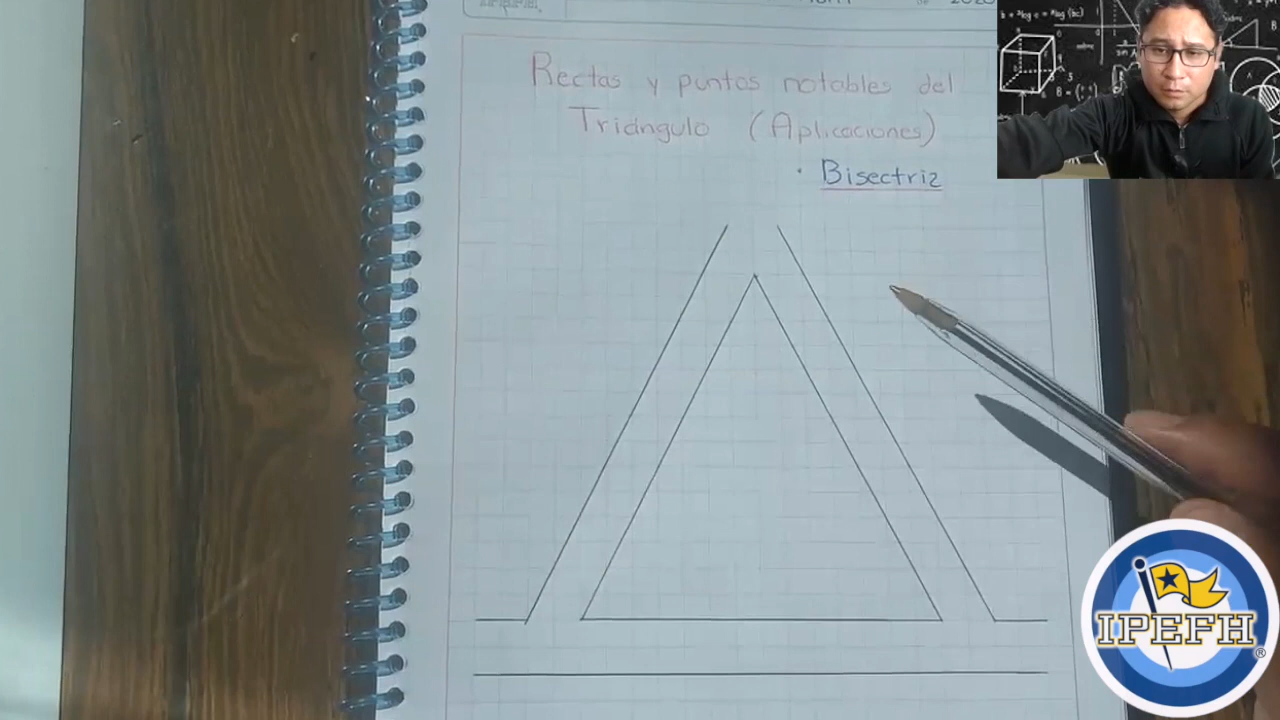 Rectas y puntos notables del
Triángulo (Aplicaciones)
· Bisectriz
IPEFH®